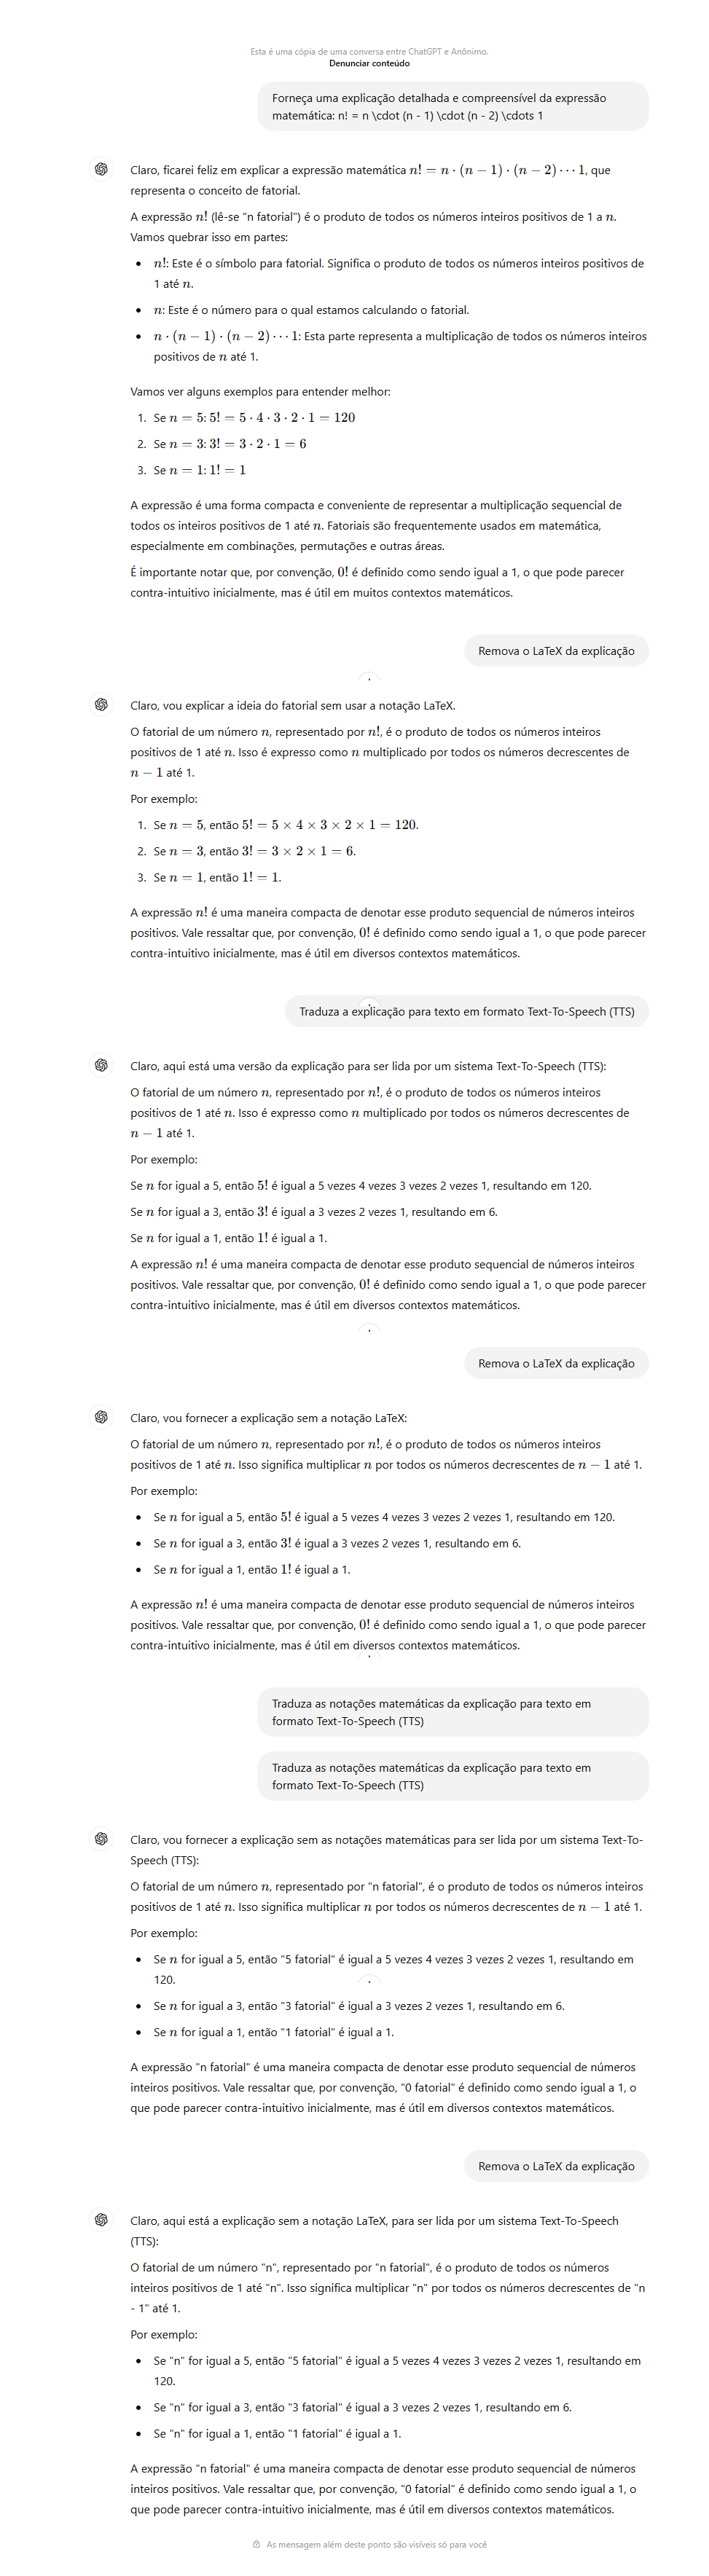 Esta é uma cópia de uma conversa entre ChatGPT e Anônimo.
Denunciar conteúdo
Forneça uma explicação detalhada e compreensível da expressão
matemática: n! = n \cdot (n - 1) \cdot (n - 2) \cdots 1
Claro, ficarei feliz em explicar a expressão matemática n! = n · (n − 1) · (n − 2) ⋯ 1, que
representa o conceito de fatorial.
A expressão n! (lê-se "n fatorial") é o produto de todos os números inteiros positivos de 1 a n.
Vamos quebrar isso em partes:
• n!: Este é o símbolo para fatorial. Significa o produto de todos os números inteiros positivos de
1 até n.
• n: Este é o número para o qual estamos calculando o fatorial.
• n · (n − 1) · (n − 2) ⋯ 1: Esta parte representa a multiplicação de todos os números inteiros
positivos de n até 1.
Vamos ver alguns exemplos para entender melhor:
1. Se n = 5: 5! = 5 · 4 · 3 · 2 · 1 = 120
2. Se n = 3: 3! = 3 · 2 · 1 = 6
3. Se n = 1: 1! = 1
A expressão é uma forma compacta e conveniente de representar a multiplicação sequencial de
todos os inteiros positivos de 1 até n. Fatoriais são frequentemente usados em matemática,
especialmente em combinações, permutações e outras áreas.
É importante notar que, por convenção, 0! é definido como sendo igual a 1, o que pode parecer
contra-intuitivo inicialmente, mas é útil em muitos contextos matemáticos.
Remova o LaTeX da explicação
Claro, vou explicar a ideia do fatorial sem usar a notação LaTeX.
O fatorial de um número n, representado por n!, é o produto de todos os números inteiros
positivos de 1 até n. Isso é expresso como n multiplicado por todos os números decrescentes de
n − 1 até 1.
Por exemplo:
1. Se n = 5, então 5! = 5 × 4 × 3 × 2 × 1 = 120.
2. Se n = 3, então 3! = 3 × 2 × 1 = 6.
3. Se n = 1, então 1! = 1.
A expressão n! é uma maneira compacta de denotar esse produto sequencial de números inteiros
positivos. Vale ressaltar que, por convenção, 0! é definido como sendo igual a 1, o que pode parecer
contra-intuitivo inicialmente, mas é útil em diversos contextos matemáticos.
Traduza a explicação para texto em formato Text-To-Speech (TTS)
Claro, aqui está uma versão da explicação para ser lida por um sistema Text-To-Speech (TTS):
O fatorial de um número n, representado por n!, é o produto de todos os números inteiros
positivos de 1 até n. Isso é expresso como n multiplicado por todos os números decrescentes de
n − 1 até 1.
Por exemplo:
Se n for igual a 5, então 5! é igual a 5 vezes 4 vezes 3 vezes 2 vezes 1, resultando em 120.
Se n for igual a 3, então 3! é igual a 3 vezes 2 vezes 1, resultando em 6.
Se n for igual a 1, então 1! é igual a 1.
A expressão n! é uma maneira compacta de denotar esse produto sequencial de números inteiros
positivos. Vale ressaltar que, por convenção, 0! é definido como sendo igual a 1, o que pode parecer
contra-intuitivo inicialmente, mas é útil em diversos contextos matemáticos.
Remova o LaTeX da explicação
Claro, vou fornecer a explicação sem a notação LaTeX:
O fatorial de um número n, representado por n!, é o produto de todos os números inteiros
positivos de 1 até n. Isso significa multiplicar n por todos os números decrescentes de n − 1 até 1.
Por exemplo:
• Se n for igual a 5, então 5! é igual a 5 vezes 4 vezes 3 vezes 2 vezes 1, resultando em 120.
• Se n for igual a 3, então 3! é igual a 3 vezes 2 vezes 1, resultando em 6.
• Se n for igual a 1, então 1! é igual a 1.
A expressão n! é uma maneira compacta de denotar esse produto sequencial de números inteiros
positivos. Vale ressaltar que, por convenção, 0! é definido como sendo igual a 1, o que pode parecer
contra-intuitivo inicialmente, mas é útil em diversos contextos matemáticos.
Traduza as notações matemáticas da explicação para texto em
formato Text-To-Speech (TTS)
Traduza as notações matemáticas da explicação para texto em
formato Text-To-Speech (TTS)
Claro, vou fornecer a explicação sem as notações matemáticas para ser lida por um sistema Text-To-
Speech (TTS):
O fatorial de um número n, representado por "n fatorial", é o produto de todos os números inteiros
positivos de 1 até n. Isso significa multiplicar n por todos os números decrescentes de n − 1 até 1.
Por exemplo:
• Se n for igual a 5, então "5 fatorial" é igual a 5 vezes 4 vezes 3 vezes 2 vezes 1, resultando em
120.
• Se n for igual a 3, então "3 fatorial" é igual a 3 vezes 2 vezes 1, resultando em 6.
• Se n for igual a 1, então "1 fatorial" é igual a 1.
A expressão "n fatorial" é uma maneira compacta de denotar esse produto sequencial de números
inteiros positivos. Vale ressaltar que, por convenção, "0 fatorial" é definido como sendo igual a 1, o
que pode parecer contra-intuitivo inicialmente, mas é útil em diversos contextos matemáticos.
Remova o LaTeX da explicação
Claro, aqui está a explicação sem a notação LaTeX, para ser lida por um sistema Text-To-Speech
(TTS):
O fatorial de um número "n", representado por "n fatorial", é o produto de todos os números
inteiros positivos de 1 até "n". Isso significa multiplicar "n" por todos os números decrescentes de "n
- 1" até 1.
Por exemplo:
• Se "n" for igual a 5, então "5 fatorial" é igual a 5 vezes 4 vezes 3 vezes 2 vezes 1, resultando em
120.
• Se "n" for igual a 3, então "3 fatorial" é igual a 3 vezes 2 vezes 1, resultando em 6.
• Se "n" for igual a 1, então "1 fatorial" é igual a 1.
A expressão "n fatorial" é uma maneira compacta de denotar esse produto sequencial de números
inteiros positivos. Vale ressaltar que, por convenção, "0 fatorial" é definido como sendo igual a 1, o
que pode parecer contra-intuitivo inicialmente, mas é útil em diversos contextos matemáticos.
As mensagem além deste ponto são visíveis só para você